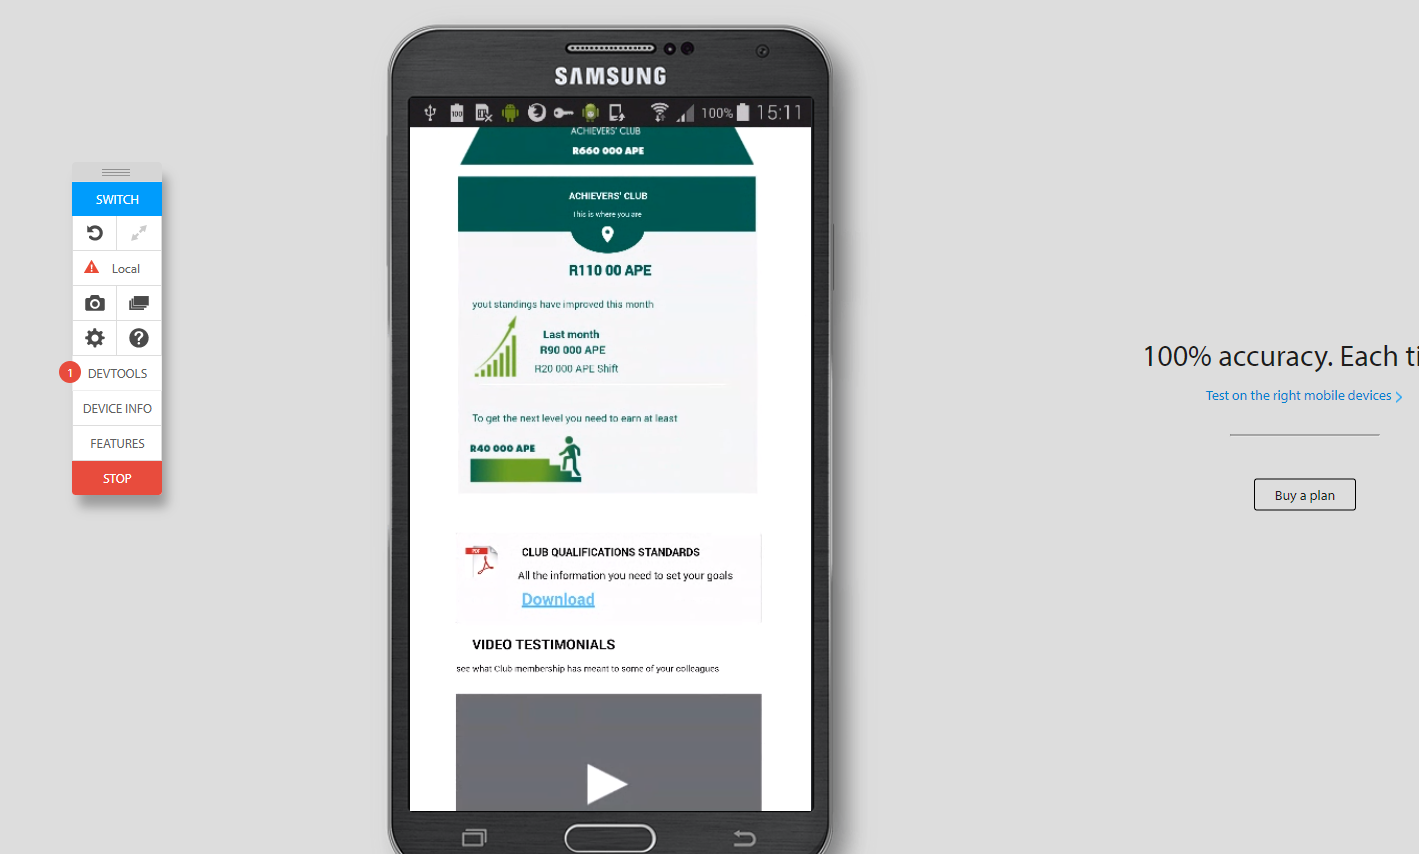 SAMSUNG
100% 15:11
ACHIEVERS' CLUB
R660 000 APE
ACHIEVERS' CLUB
This is where you are
R110 00 APE
yout standings have improved this month
Last month
R90 000 APE
R20 000 APE Shift
To get the next level you need to earn at least
R40 000 APE
PDF
CLUB QUALIFICATIONS STANDARDS
All the information you need to set your goals
Download
VIDEO TESTIMONIALS
see what Club membership has meant to some of your colleagues
SWITCH
Local
1 DEVTOOLS
DEVICE INFO
FEATURES
STOP
100% accuracy. Each ti
Test on the right mobile devices
Buy a plan